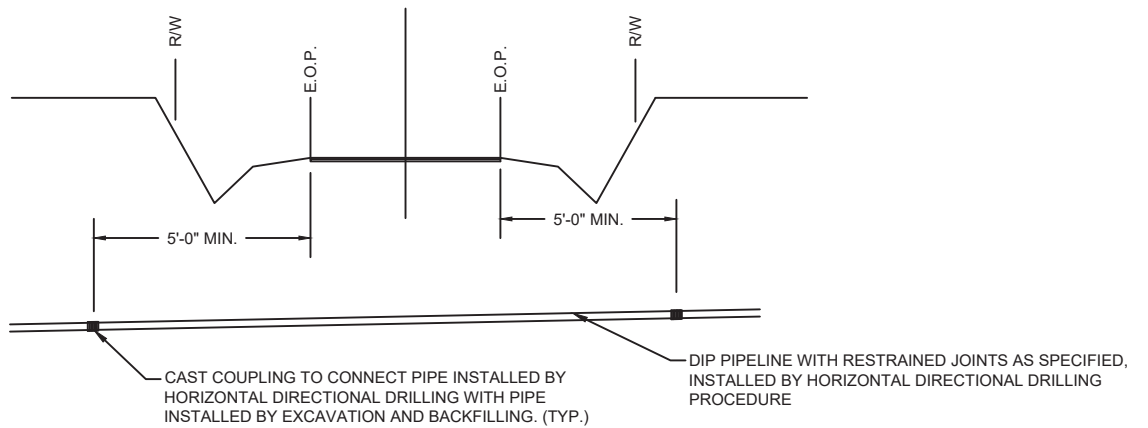 R/W
E.O.P.
E.O.P.
R/W
5'-0" MIN.
5'-0" MIN.
CAST COUPLING TO CONNECT PIPE INSTALLED BY
HORIZONTAL DIRECTIONAL DRILLING WITH PIPE
INSTALLED BY EXCAVATION AND BACKFILLING. (TYP.)
DIP PIPELINE WITH RESTRAINED JOINTS AS SPECIFIED,
INSTALLED BY HORIZONTAL DIRECTIONAL DRILLING
PROCEDURE